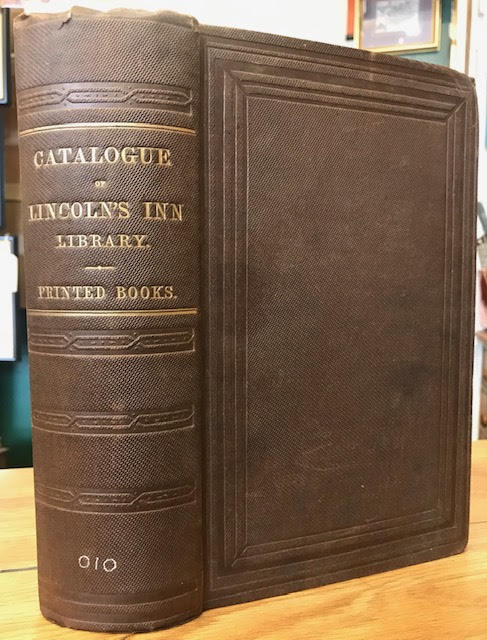 CATALOGUE
OF
LINCOLN'S INN
LIBRARY.
PRINTED BOOKS.
010